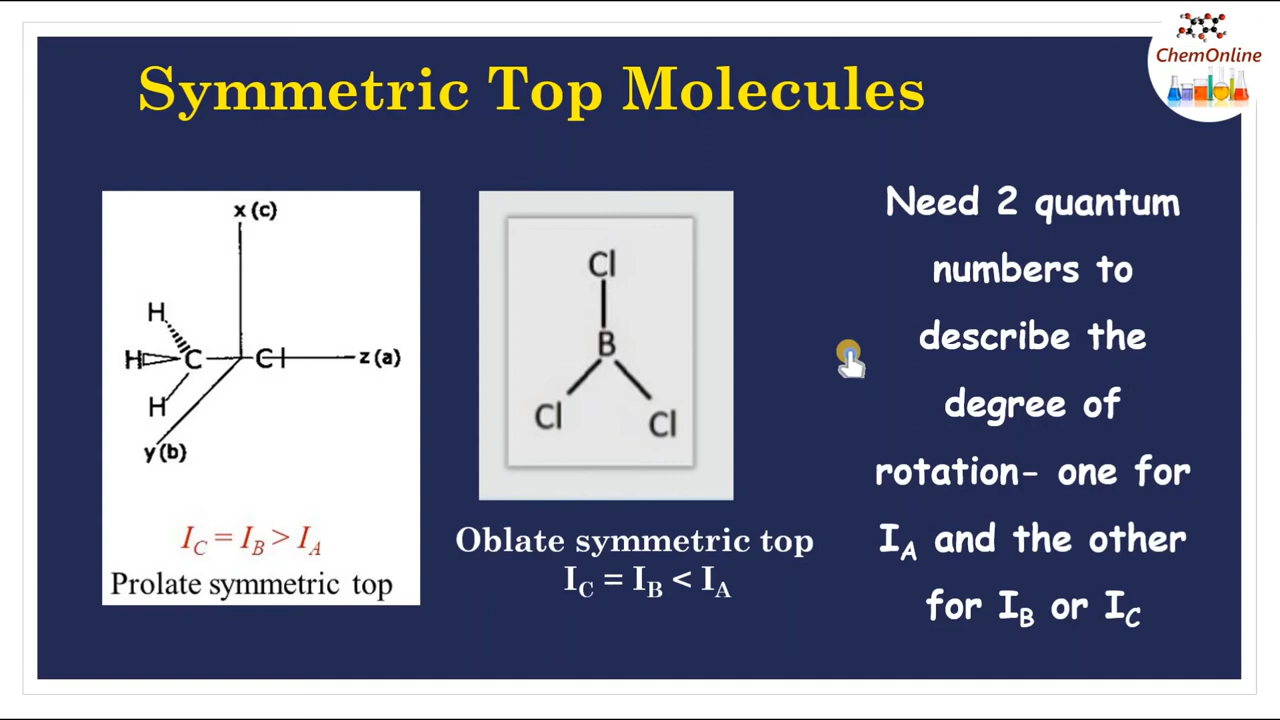 Symmetric Top Molecules
ChemOnline
x (c)
H
H
C
Cl
z (a)
H
y (b)
I_C = I_B > I_A
Prolate symmetric top
Cl
B
Cl
Cl
Oblate symmetric top
I_C = I_B < I_A
Need 2 quantum
numbers to
describe the
degree of
rotation- one for
I_A and the other
for I_B or I_C